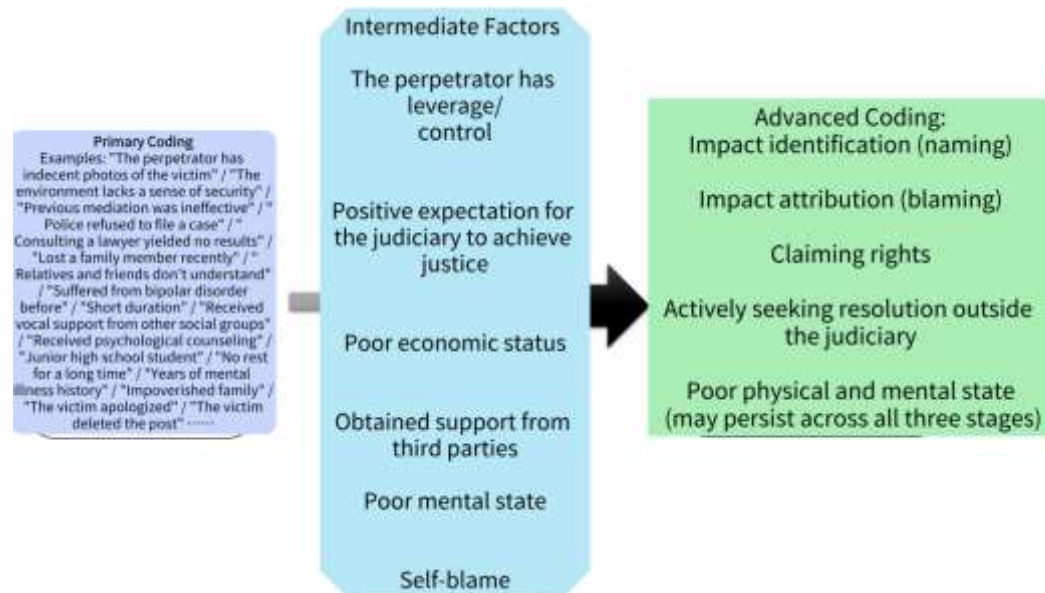 Primary Coding
Examples: "The perpetrator has
indecent photos of the victim" / "The
environment lacks a sense of security" /
"Previous mediation was ineffective" / "
Police refused to file a case" / "
Consulting a lawyer yielded no results" /
"Lost a family member recently" / "
Relatives and friends don't understand"
/ "Suffered from bipolar disorder
before" / "Short duration" / "Received
vocal support from other social groups"
/ "Received psychological counseling" /
"Junior high school student" / "No rest
for a long time" / "Years of mental
illness history" / "Impoverished family" /
"The victim apologized" / "The victim
deleted the post" ······
Intermediate Factors
The perpetrator has
leverage/
control
Positive expectation for
the judiciary to achieve
justice
Poor economic status
Obtained support from
third parties
Poor mental state
Self-blame
Advanced Coding:
Impact identification (naming)
Impact attribution (blaming)
Claiming rights
Actively seeking resolution outside
the judiciary
Poor physical and mental state
(may persist across all three stages)